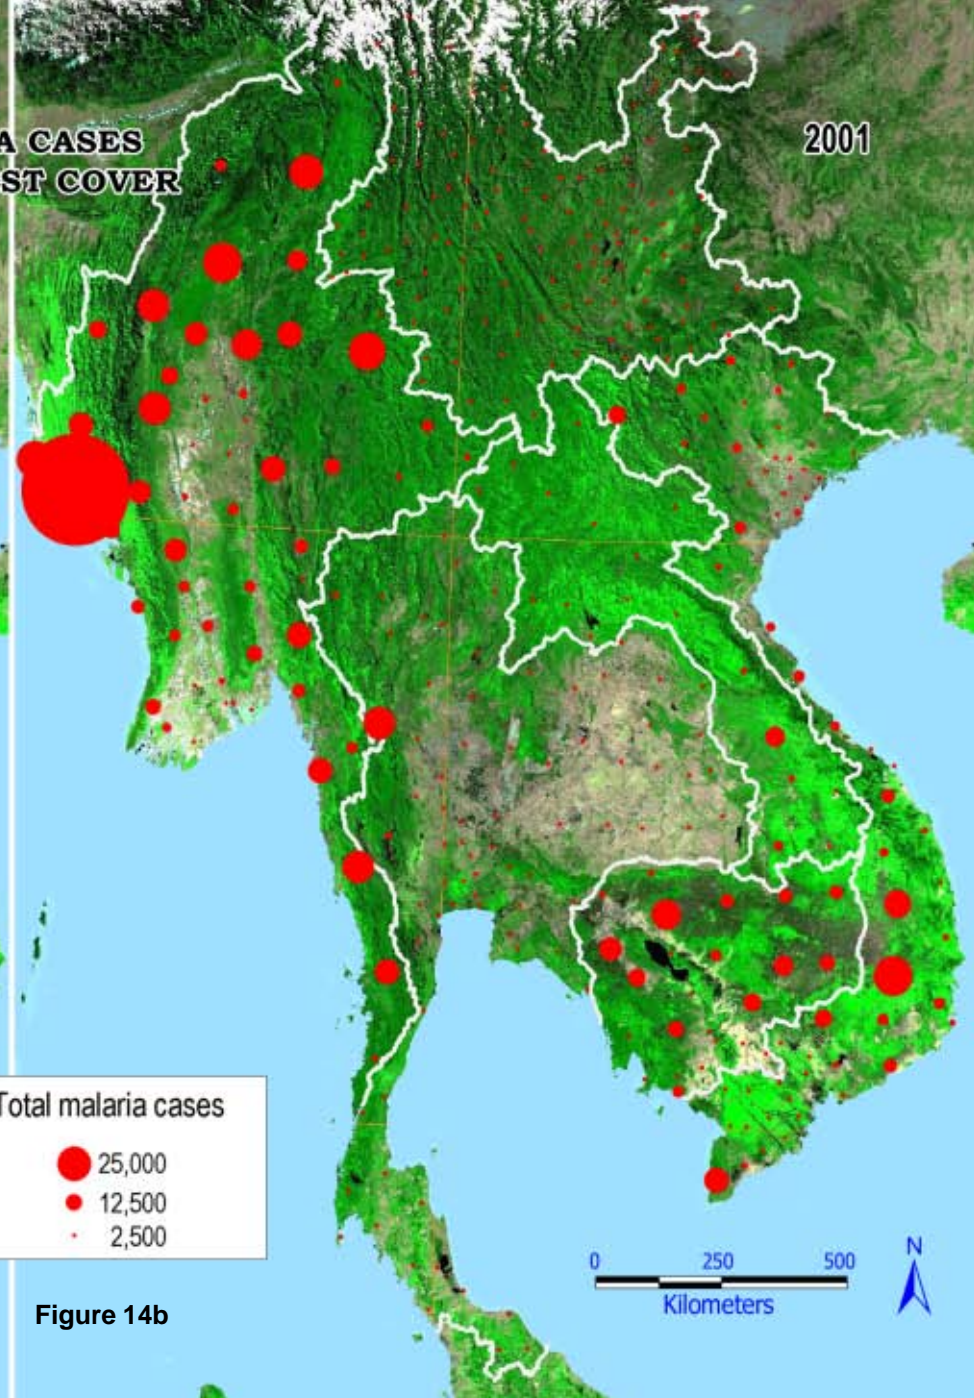 A CASES
ST COVER
2001
Total malaria cases
25,000
12,500
2,500
Figure 14b
0 250 500
Kilometers
N